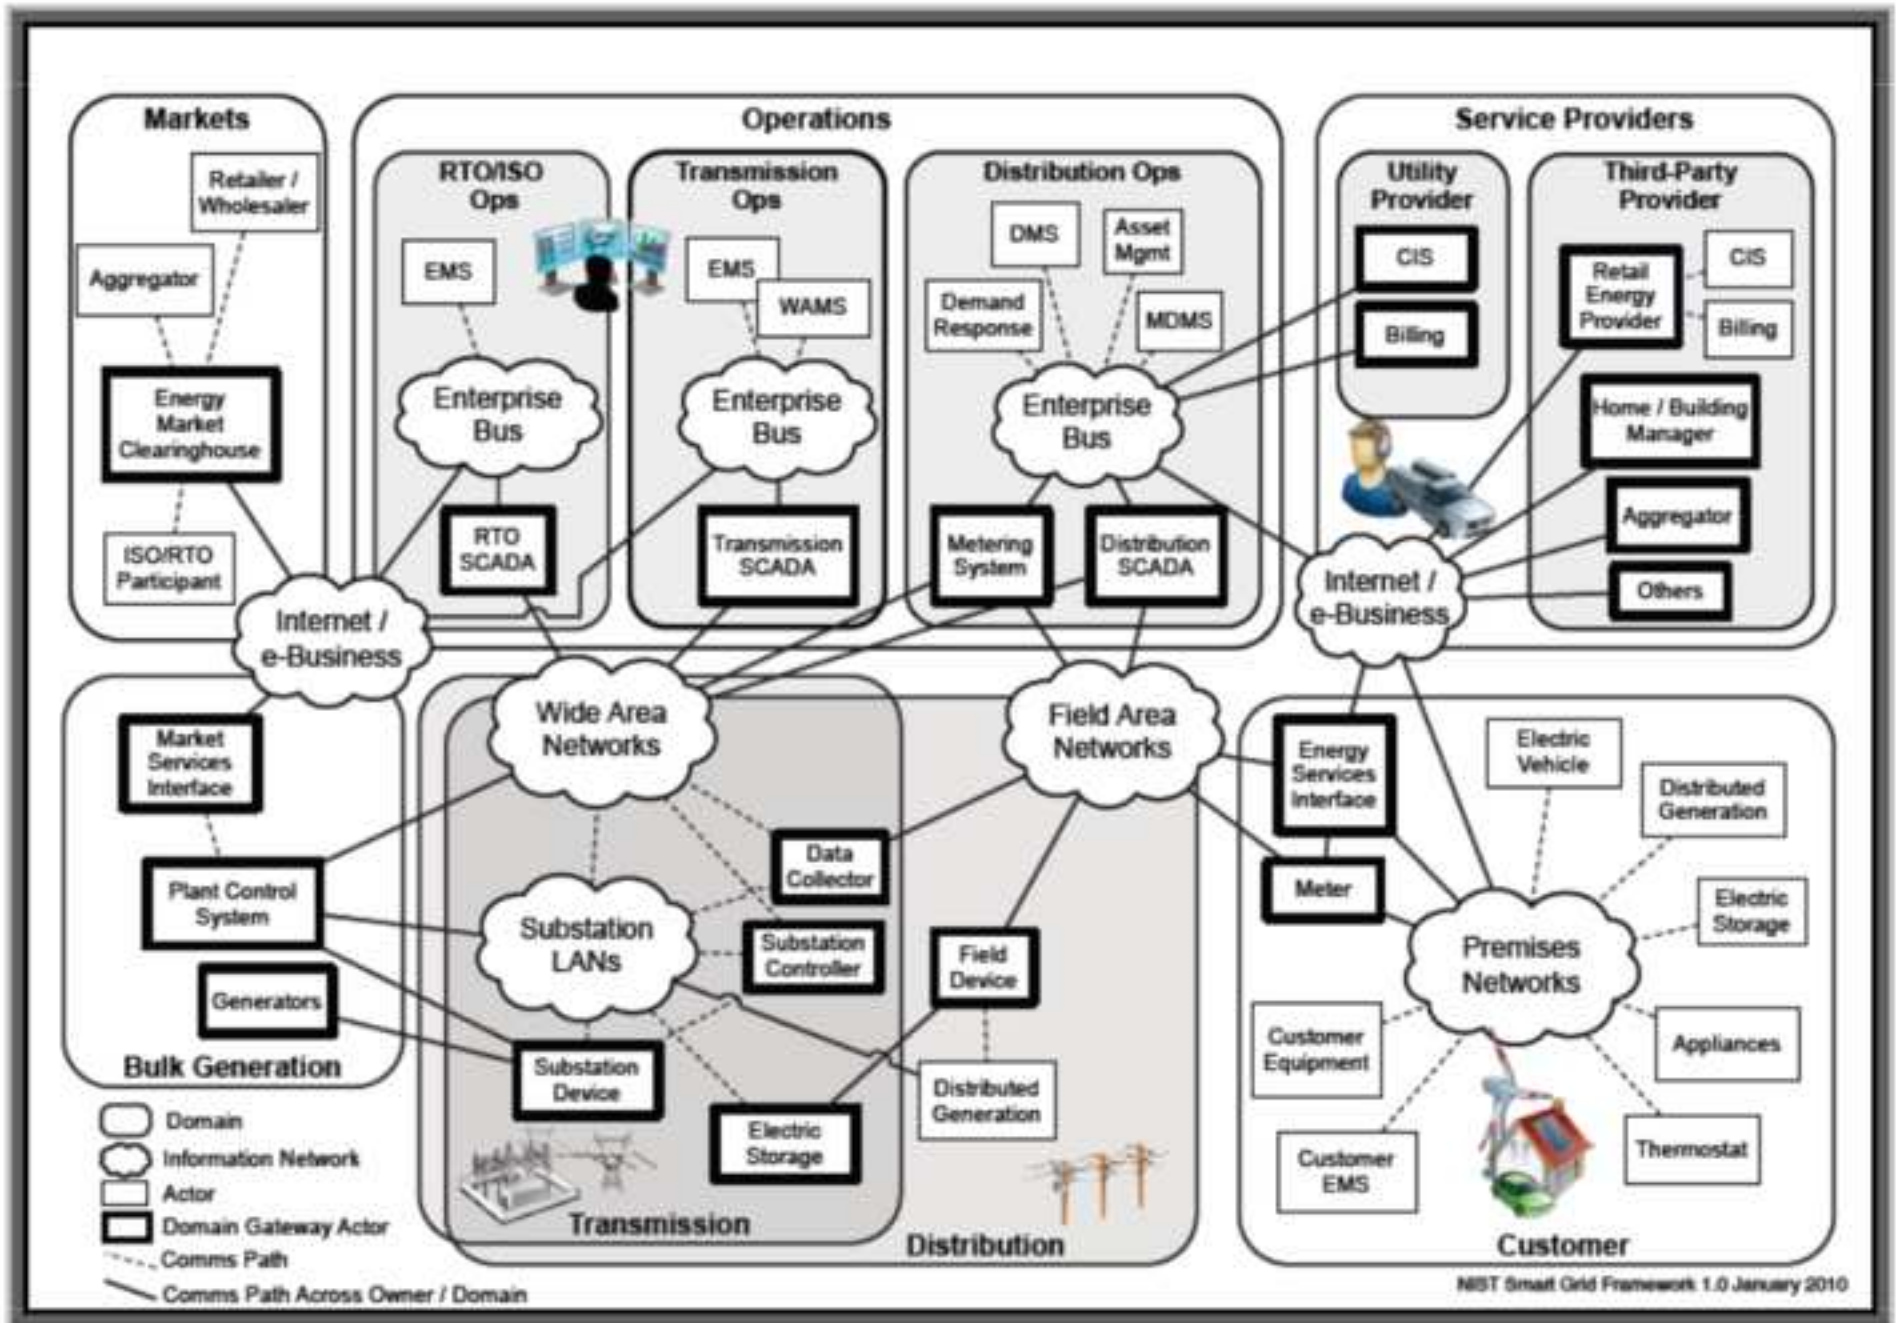 Markets
Retailer /
Wholesaler
Aggregator
Energy
Market
Clearinghouse
ISO/RTO
Participant
Operations
RTO/ISO
Ops
EMS
Enterprise
Bus
RTO
SCADA
Transmission
Ops
EMS
WAMS
Enterprise
Bus
Transmission
SCADA
Distribution Ops
DMS
Asset
Mgmt
Demand
Response
MDMS
Enterprise
Bus
Metering
System
Distribution
SCADA
Service Providers
Utility
Provider
CIS
Billing
Third-Party
Provider
Retail
Energy
Provider
CIS
Billing
Home / Building
Manager
Aggregator
Others
Internet /
e-Business
Internet /
e-Business
Market
Services
Interface
Plant Control
System
Generators
Bulk Generation
Wide Area
Networks
Field Area
Networks
Data
Collector
Substation
LANs
Substation
Controller
Field
Device
Substation
Device
Electric
Storage
Distributed
Generation
Transmission
Distribution
Energy
Services
Interface
Meter
Electric
Vehicle
Distributed
Generation
Electric
Storage
Premises
Networks
Customer
Equipment
Appliances
Customer
EMS
Thermostat
Customer
Domain
Information Network
Actor
Domain Gateway Actor
Comms Path
Comms Path Across Owner / Domain
NIST Smart Grid Framework 1.0 January 2010